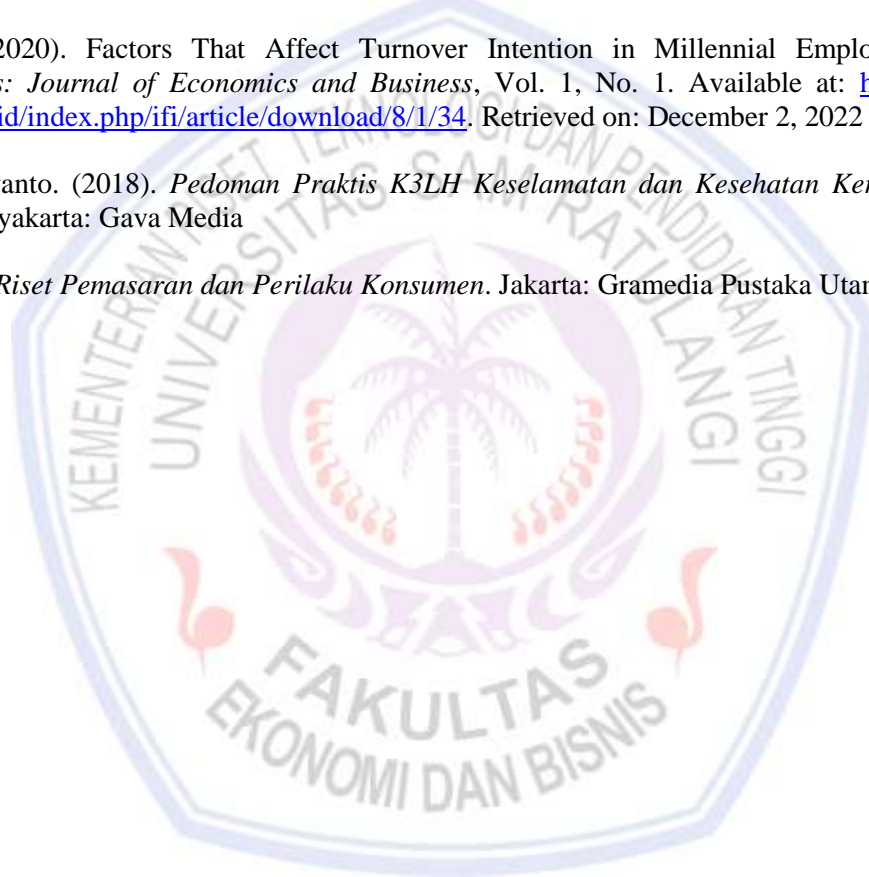 2020). Factors That Affect Turnover Intention in Millennial Emplo
s: Journal of Economics and Business, Vol. 1, No. 1. Available at: h
id/index.php/ifi/article/download/8/1/34. Retrieved on: December 2, 2022
anto. (2018). Pedoman Praktis K3LH Keselamatan dan Kesehatan Ker
yakarta: Gava Media
Riset Pemasaran dan Perilaku Konsumen. Jakarta: Gramedia Pustaka Utan
KEMENTERIAN RISET TEKNOLOGI DAN PENDIDIKAN TINGGI
UNIVERSITAS SAM RATULANGI
FAKULTAS
EKONOMI DAN BISNIS